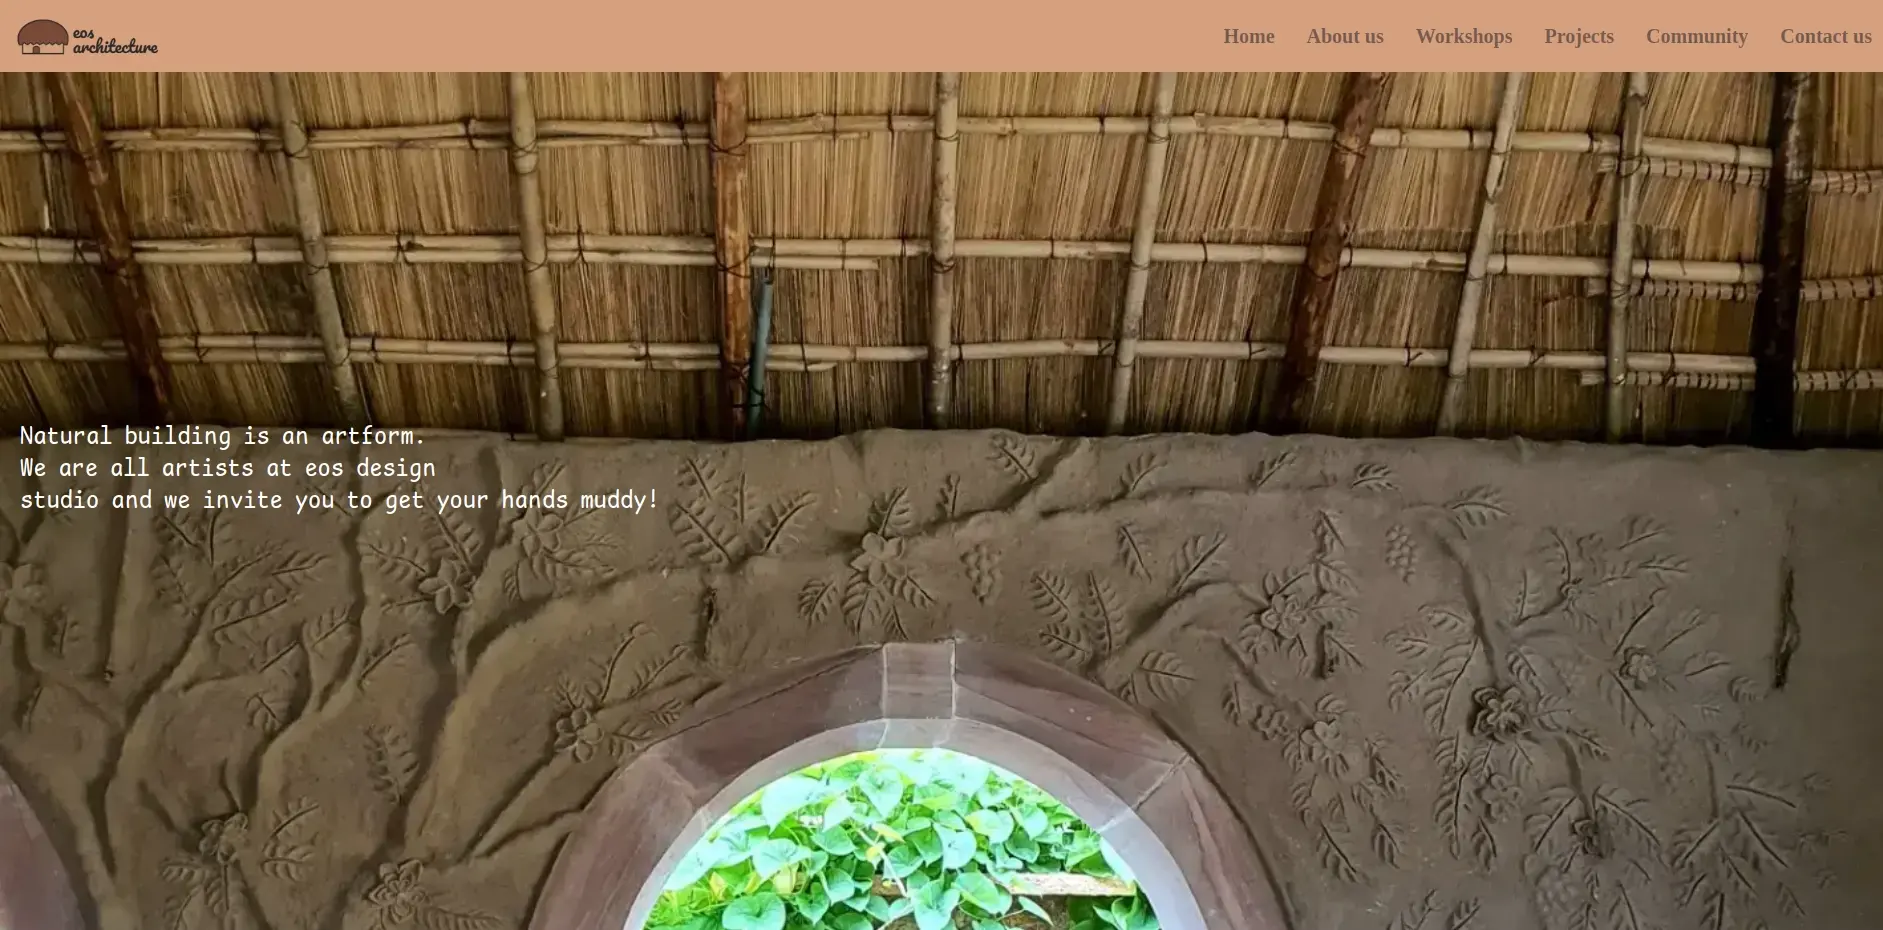 eos
architecture
Home About us Workshops Projects Community Contact us
Natural building is an artform.
We are all artists at eos design
studio and we invite you to get your hands muddy!